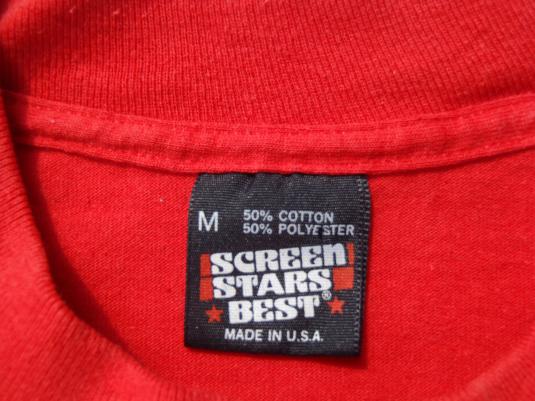 M 50% COTTON
50% POLYESTER
SCREEN
STARS
BEST®
MADE IN U.S.A.